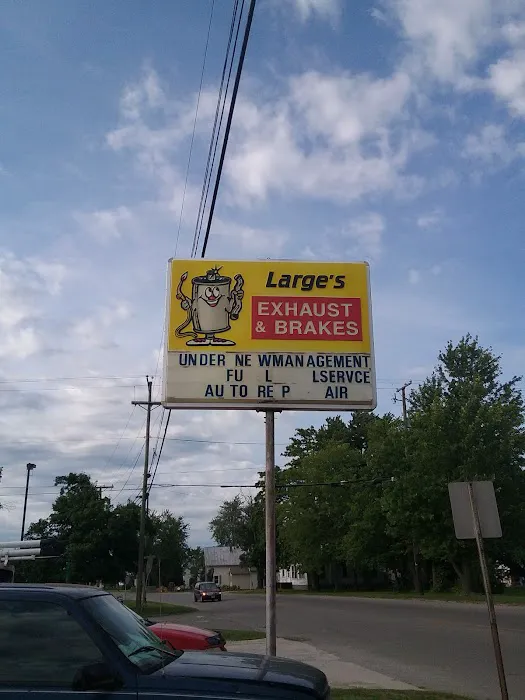 Large's
EXHAUST
& BRAKES
UNDER NE WMANAGEMENT
FU L LSERVCE
AU TO RE P AIR